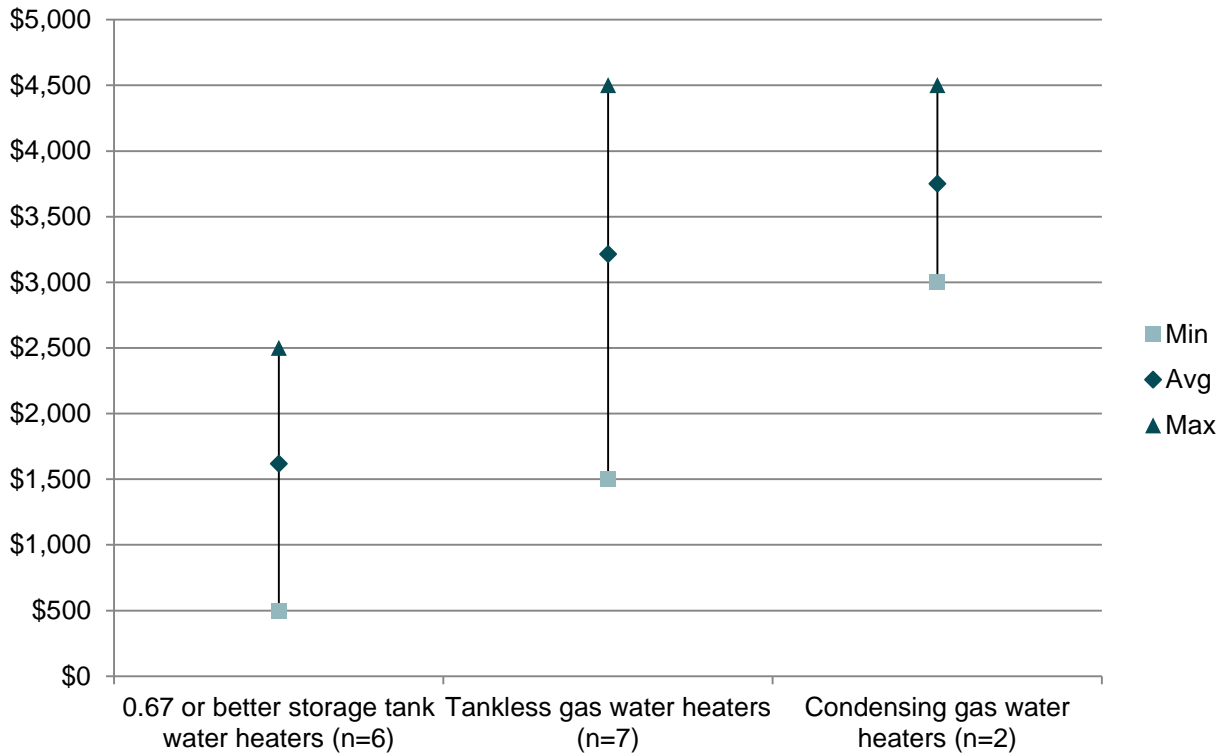 $5,000
$4,500
$4,000
$3,500
$3,000
$2,500
$2,000
$1,500
$1,000
$500
$0
0.67 or better storage tank
water heaters (n=6)
Tankless gas water heaters
(n=7)
Condensing gas water
heaters (n=2)
Min
Avg
Max